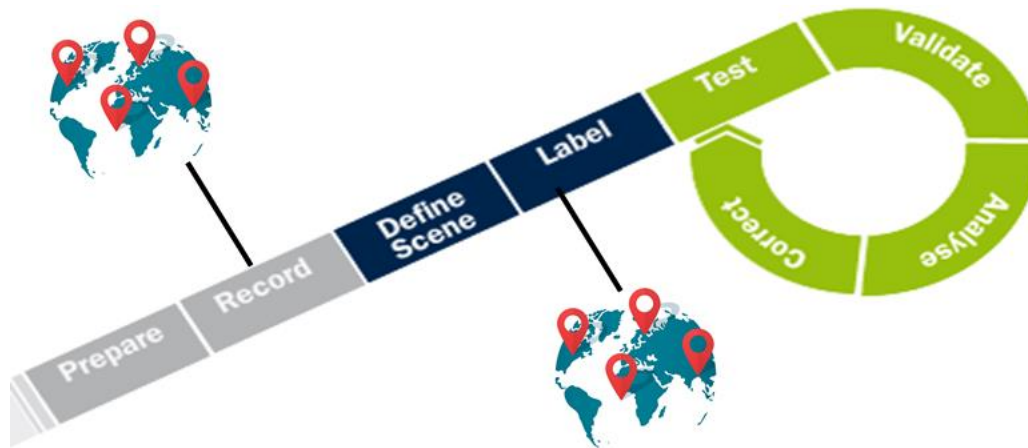 Prepare
Record
Define
Scene
Label
Test
Validate
Analyse
Correct